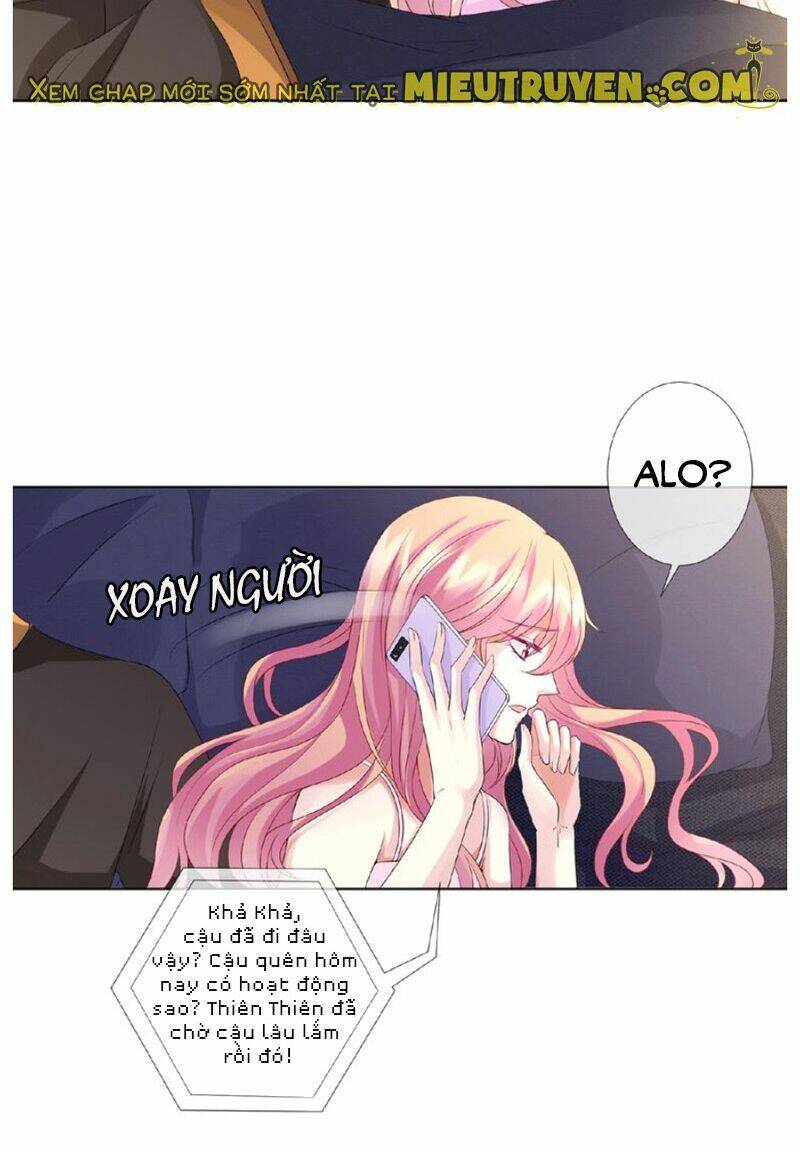 XEM CHAP MỚI SỚM NHẤT TẠI MIEUTRUYEN.COM
ALO?
XOAY NGƯỜI
Khả Khả,
cậu đã đi đâu
vậy? Cậu quên hôm
nay có hoạt động
sao? Thiên Thiên đã
chờ cậu lâu lắm
rồi đó!